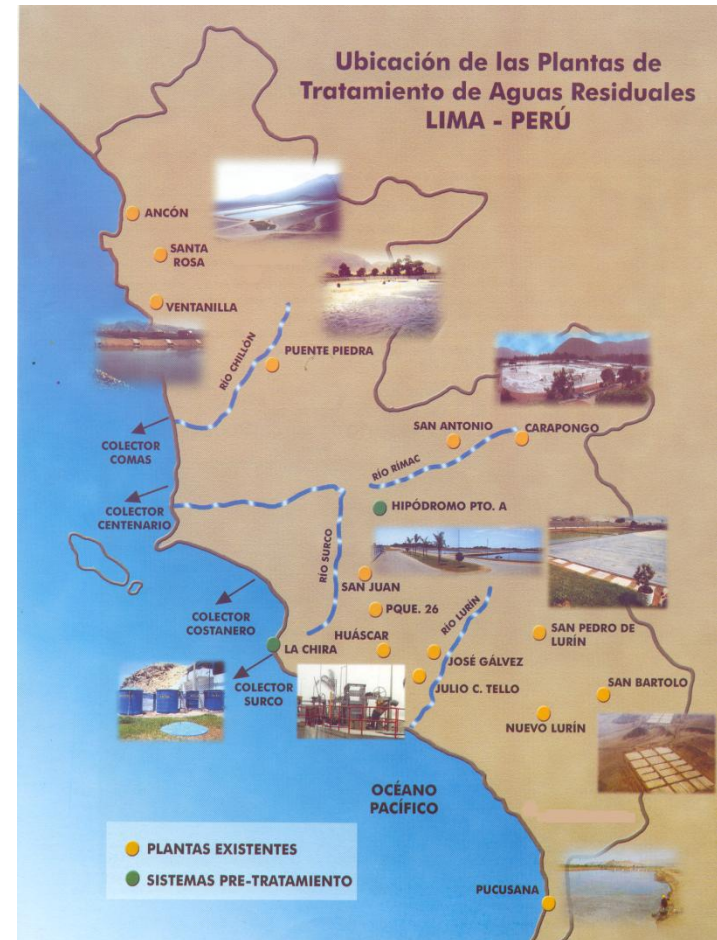 Ubicación de las Plantas de
Tratamiento de Aguas Residuales
LIMA - PERÚ
ANCÓN
SANTA
ROSA
VENTANILLA
RÍO CHILLÓN
PUENTE PIEDRA
COLECTOR
COMAS
SAN ANTONIO
CARAPONGO
RÍO RÍMAC
COLECTOR
CENTENARIO
HIPÓDROMO PTO. A
RÍO SURCO
SAN JUAN
PQUE. 26
RÍO LURÍN
COLECTOR
COSTANERO
HUÁSCAR
SAN PEDRO DE
LURÍN
LA CHIRA
JOSÉ GÁLVEZ
COLECTOR
SURCO
JULIO C. TELLO
SAN BARTOLO
NUEVO LURÍN
OCÉANO
PACÍFICO
PLANTAS EXISTENTES
SISTEMAS PRE-TRATAMIENTO
PUCUSANA